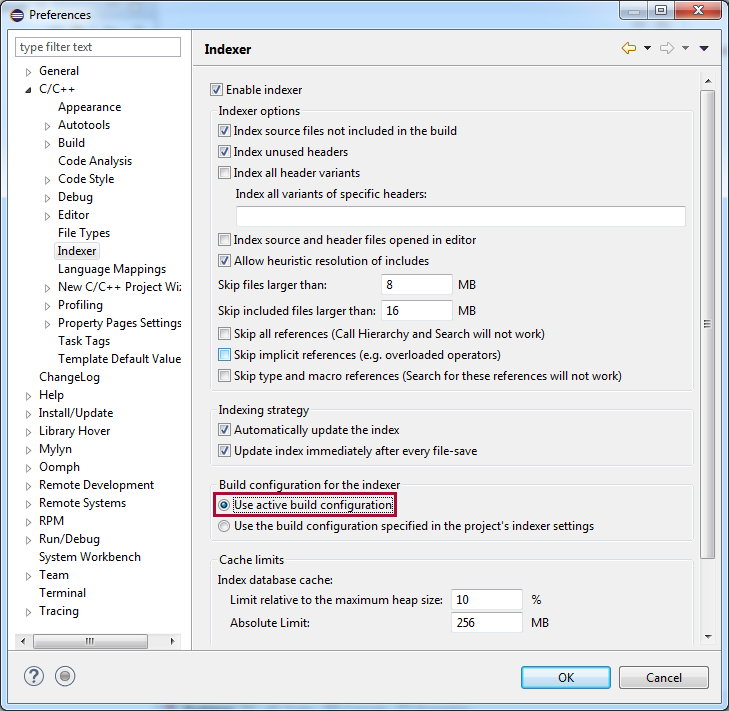 Preferences
type filter text
General
C/C++
Appearance
Autotools
Build
Code Analysis
Code Style
Debug
Editor
File Types
Indexer
Language Mappings
New C/C++ Project Wiz
Profiling
Property Pages Settings
Task Tags
Template Default Value
ChangeLog
Help
Install/Update
Library Hover
Mylyn
Oomph
Remote Development
Remote Systems
RPM
Run/Debug
System Workbench
Team
Terminal
Tracing
Indexer
Enable indexer
Indexer options
Index source files not included in the build
Index unused headers
Index all header variants
Index all variants of specific headers:
Index source and header files opened in editor
Allow heuristic resolution of includes
Skip files larger than: 8 MB
Skip included files larger than: 16 MB
Skip all references (Call Hierarchy and Search will not work)
Skip implicit references (e.g. overloaded operators)
Skip type and macro references (Search for these references will not work)
Indexing strategy
Automatically update the index
Update index immediately after every file-save
Build configuration for the indexer
Use active build configuration
Use the build configuration specified in the project's indexer settings
Cache limits
Index database cache:
Limit relative to the maximum heap size: 10 %
Absolute Limit: 256 MB
?
OK
Cancel